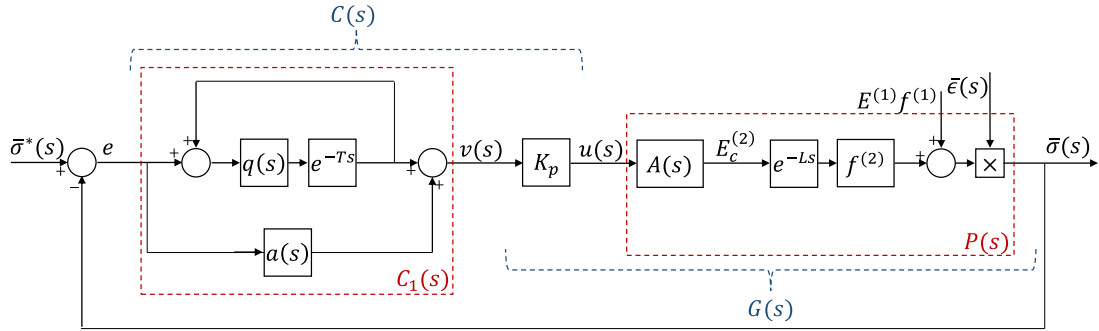 C(s)
E^{(1)}f^{(1)} ε̄(s)
σ̄*(s) e + + q(s) e^{-Ts} + v(s) K_p u(s) A(s) E_c^{(2)} e^{-Ls} f^{(2)} + + × σ̄(s)
+ − +
a(s)
C_1(s) P(s)
G(s)